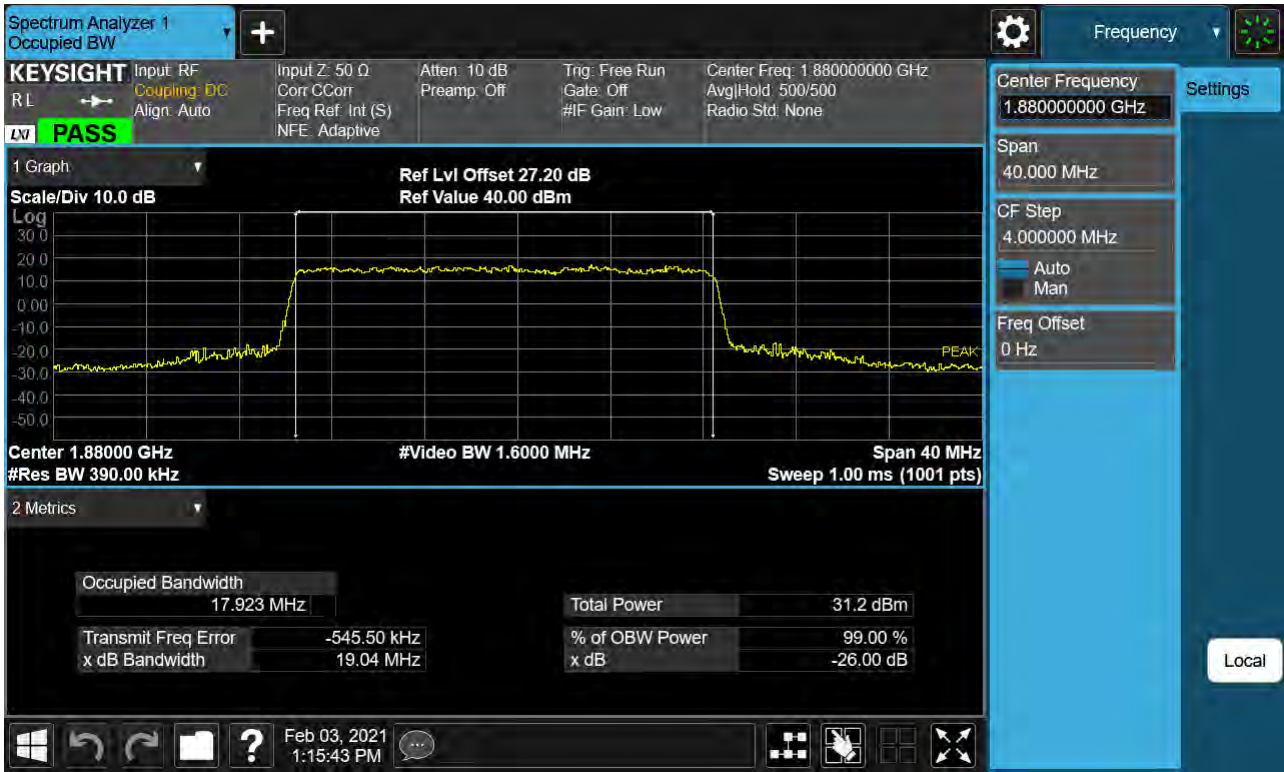 Spectrum Analyzer 1
Occupied BW
Frequency
KEYSIGHT
RL
LXI PASS
Input: RF
Coupling: DC
Align: Auto
Input Z: 50 Ω
Corr CCorr
Freq Ref: Int (S)
NFE: Adaptive
Atten: 10 dB
Preamp: Off
Trig: Free Run
Gate: Off
#IF Gain: Low
Center Freq: 1.880000000 GHz
Avg|Hold: 500/500
Radio Std: None
1 Graph
Scale/Div 10.0 dB
Ref Lvl Offset 27.20 dB
Ref Value 40.00 dBm
Log
30.0
20.0
10.0
0.00
-10.0
-20.0
-30.0
-40.0
-50.0
PEAK
Center 1.88000 GHz
#Video BW 1.6000 MHz
Span 40 MHz
#Res BW 390.00 kHz
Sweep 1.00 ms (1001 pts)
2 Metrics
Occupied Bandwidth
17.923 MHz
Transmit Freq Error -545.50 kHz
x dB Bandwidth 19.04 MHz
Total Power 31.2 dBm
% of OBW Power 99.00 %
x dB -26.00 dB
Center Frequency
1.880000000 GHz
Span
40.000 MHz
CF Step
4.000000 MHz
Auto
Man
Freq Offset
0 Hz
Settings
Local
?
Feb 03, 2021
1:15:43 PM